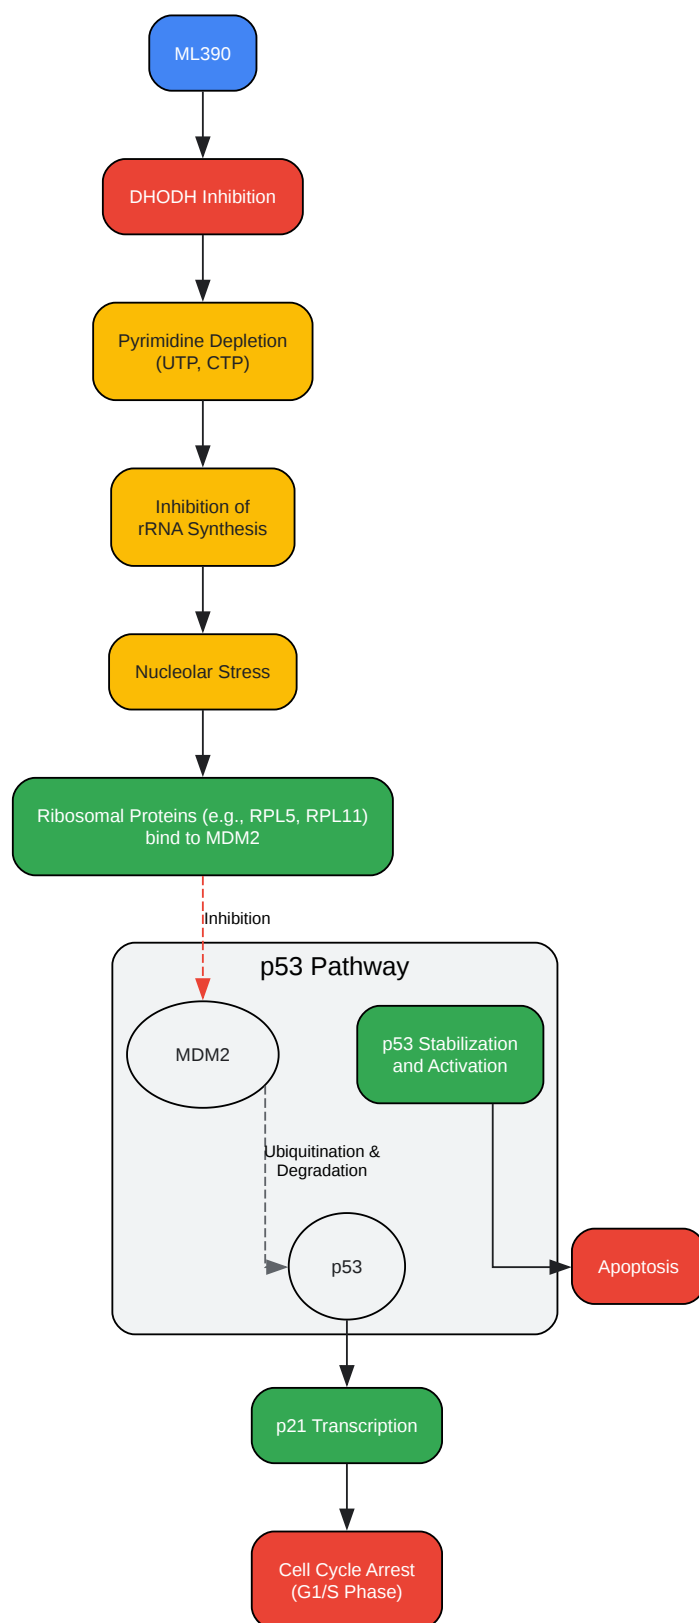 ML390
DHODH Inhibition
Pyrimidine Depletion
(UTP, CTP)
Inhibition of
rRNA Synthesis
Nucleolar Stress
Ribosomal Proteins (e.g., RPL5, RPL11)
bind to MDM2
Inhibition
p53 Pathway
MDM2
p53 Stabilization
and Activation
Ubiquitination &
Degradation
p53
Apoptosis
p21 Transcription
Cell Cycle Arrest
(G1/S Phase)